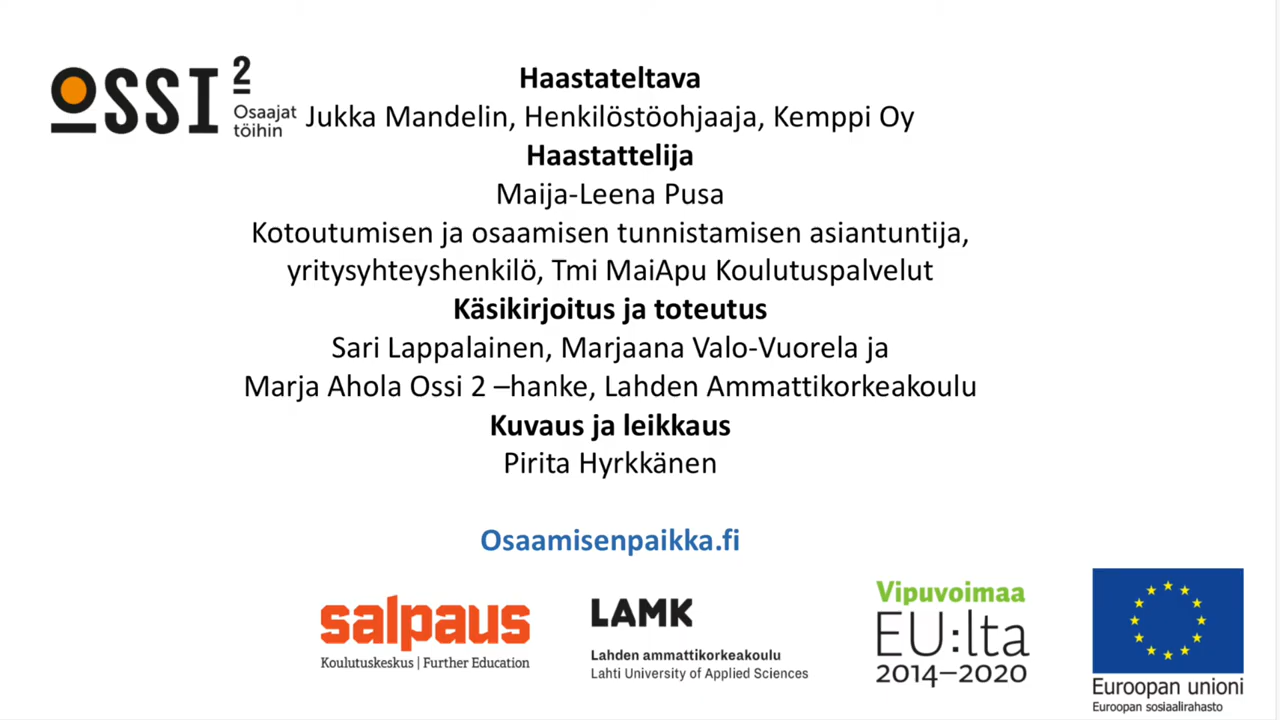 OSSI 2
Osaajat
töihin
Haastateltava
Jukka Mandelin, Henkilöstöohjaaja, Kemppi Oy
Haastattelija
Maija-Leena Pusa
Kotoutumisen ja osaamisen tunnistamisen asiantuntija,
yritysyhteyshenkilö, Tmi MaiApu Koulutuspalvelut
Käsikirjoitus ja toteutus
Sari Lappalainen, Marjaana Valo-Vuorela ja
Marja Ahola Ossi 2 –hanke, Lahden Ammattikorkeakoulu
Kuvaus ja leikkaus
Pirita Hyrkkänen
Osaamisenpaikka.fi
salpaus
Koulutuskeskus | Further Education
LAMK
Lahden ammattikorkeakoulu
Lahti University of Applied Sciences
Vipuvoimaa
EU:lta
2014–2020
Euroopan unioni
Euroopan sosiaalirahasto